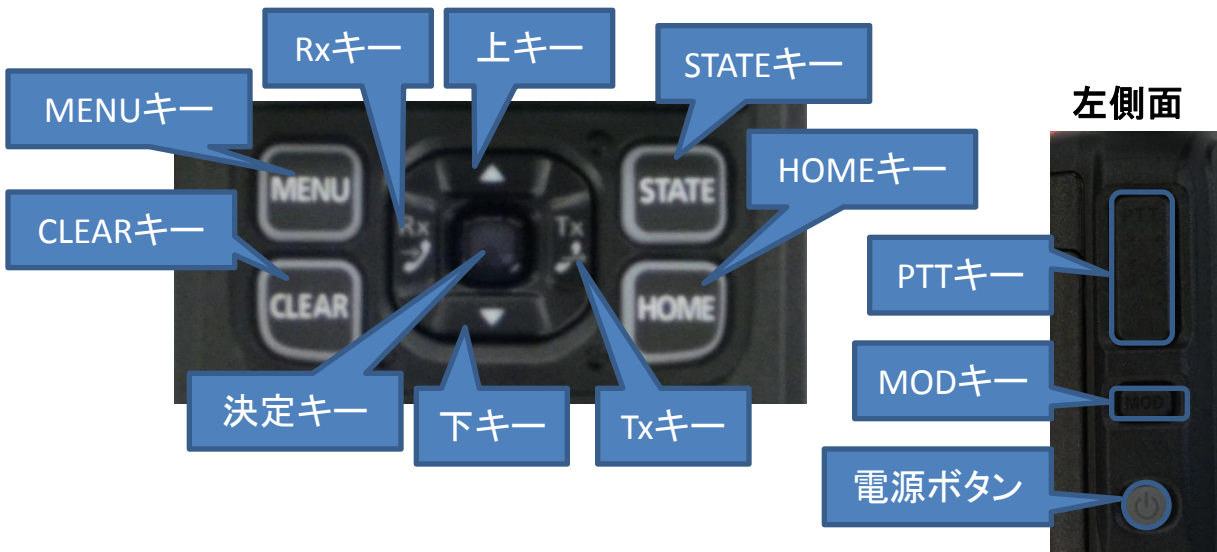 Rxキー
上キー
STATEキー
MENUキー
左側面
HOMEキー
CLEARキー
MENU
STATE
Rx
Tx
CLEAR
HOME
PTT
PTTキー
MODキー
MOD
決定キー
下キー
Txキー
電源ボタン